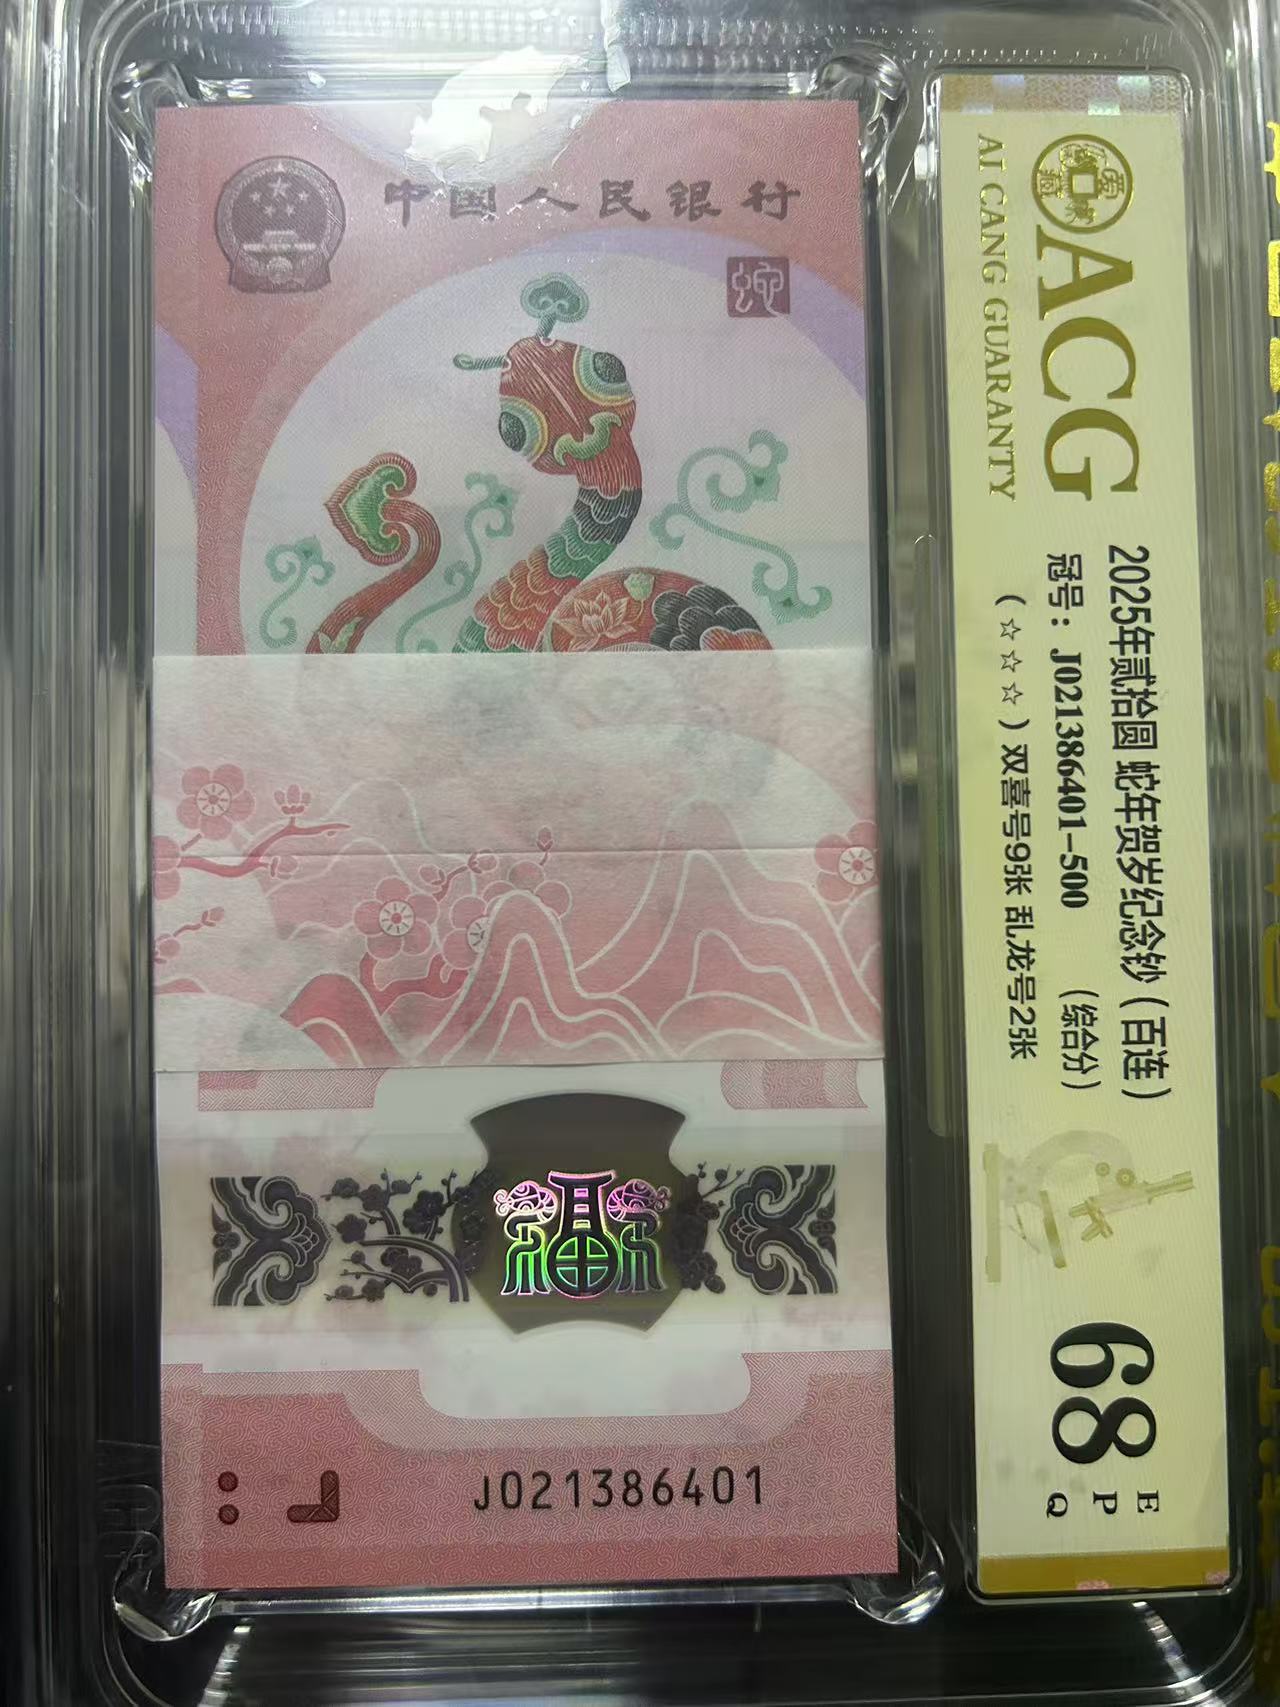 中国人民银行
蛇
J021386401
ACG
AI CANG GUARANTY
2025年贰拾圆 蛇年贺岁纪念钞（百连）
冠号：J021386401-500 （综合分）
（☆☆☆☆）双喜号9张 乱龙号2张
68
E
P
Q